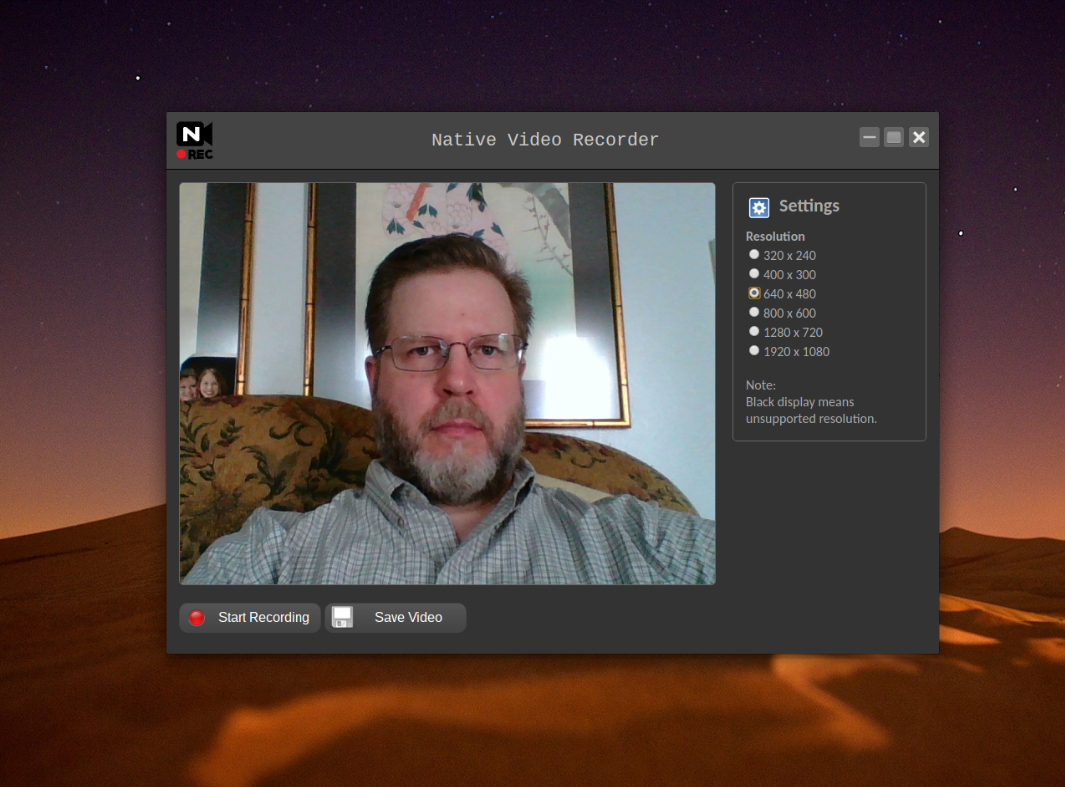 N
REC
Native Video Recorder
Settings
Resolution
320 x 240
400 x 300
640 x 480
800 x 600
1280 x 720
1920 x 1080
Note:
Black display means
unsupported resolution.
Start Recording
Save Video